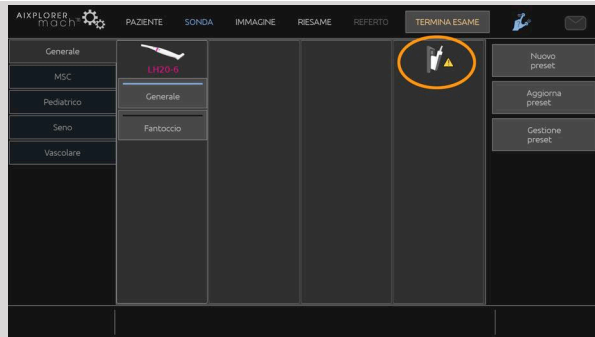 AIXPLORER
mach
PAZIENTE
SONDA
IMMAGINE
RIESAME
REFERTO
TERMINA ESAME
Generale
MSC
Pediatrico
Seno
Vascolare
LH20-6
Generale
Fantoccio
Nuovo
preset
Aggiorna
preset
Gestione
preset